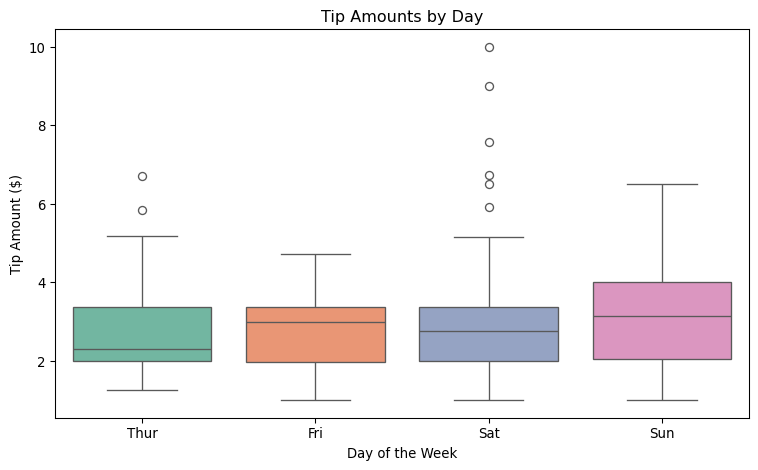 Tip Amounts by Day
10
8
6
4
2
Tip Amount ($)
Thur Fri Sat Sun
Day of the Week